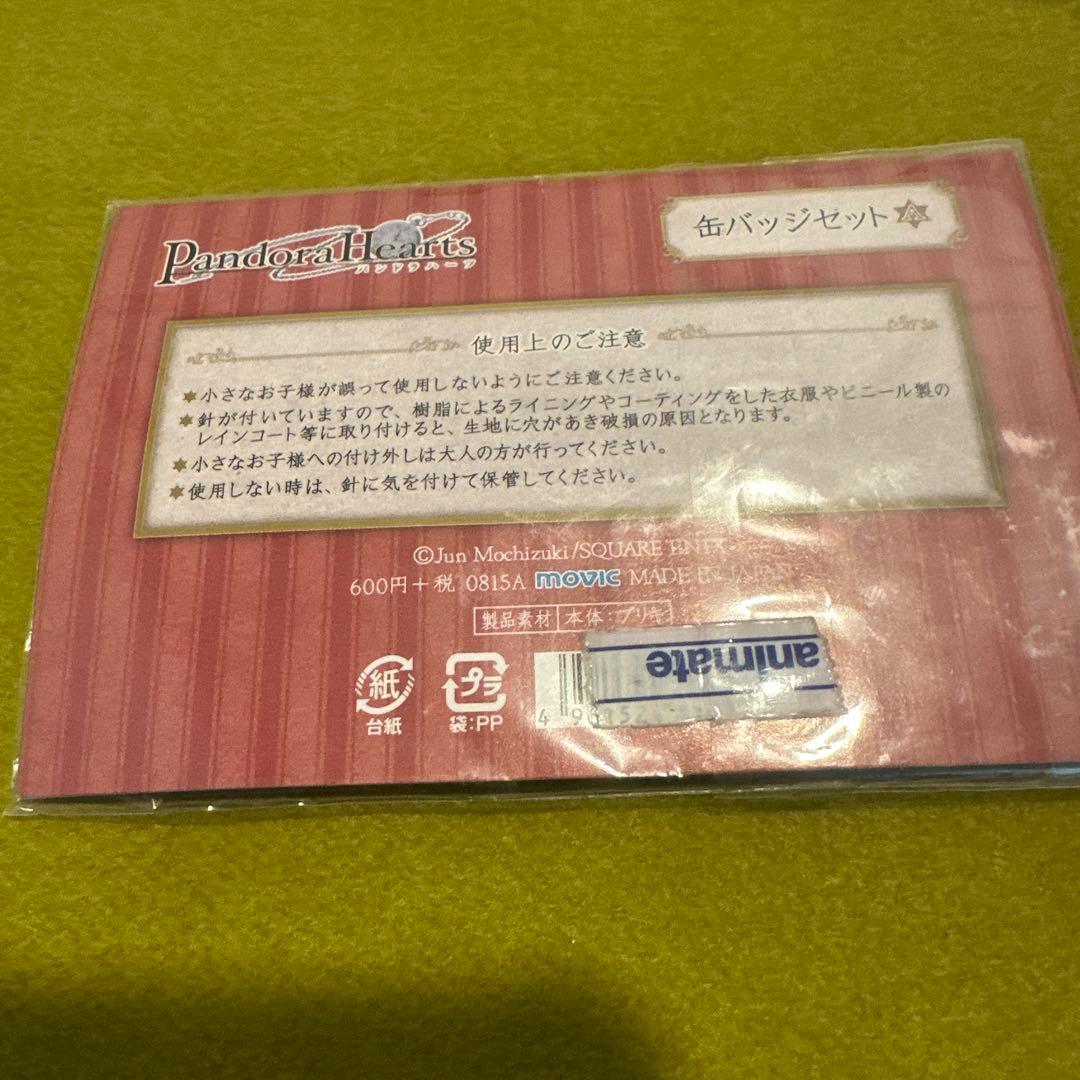 PandoraHearts
パンドラハーツ
缶バッジセット A
使用上のご注意
✶小さなお子様が誤って使用しないようにご注意ください。
✶針が付いていますので、樹脂によるライニングやコーティングをした衣服やビニール製の
レインコート等に取り付けると、生地に穴があき破損の原因となります。
✶小さなお子様への付け外しは大人の方が行ってください。
✶使用しない時は、針に気を付けて保管してください。
©Jun Mochizuki/SQUARE ENIX
600円+税 0815A movic MADE IN JAPAN
製品素材 本体:ブリキ
紙
台紙
プラ
袋:PP
animate